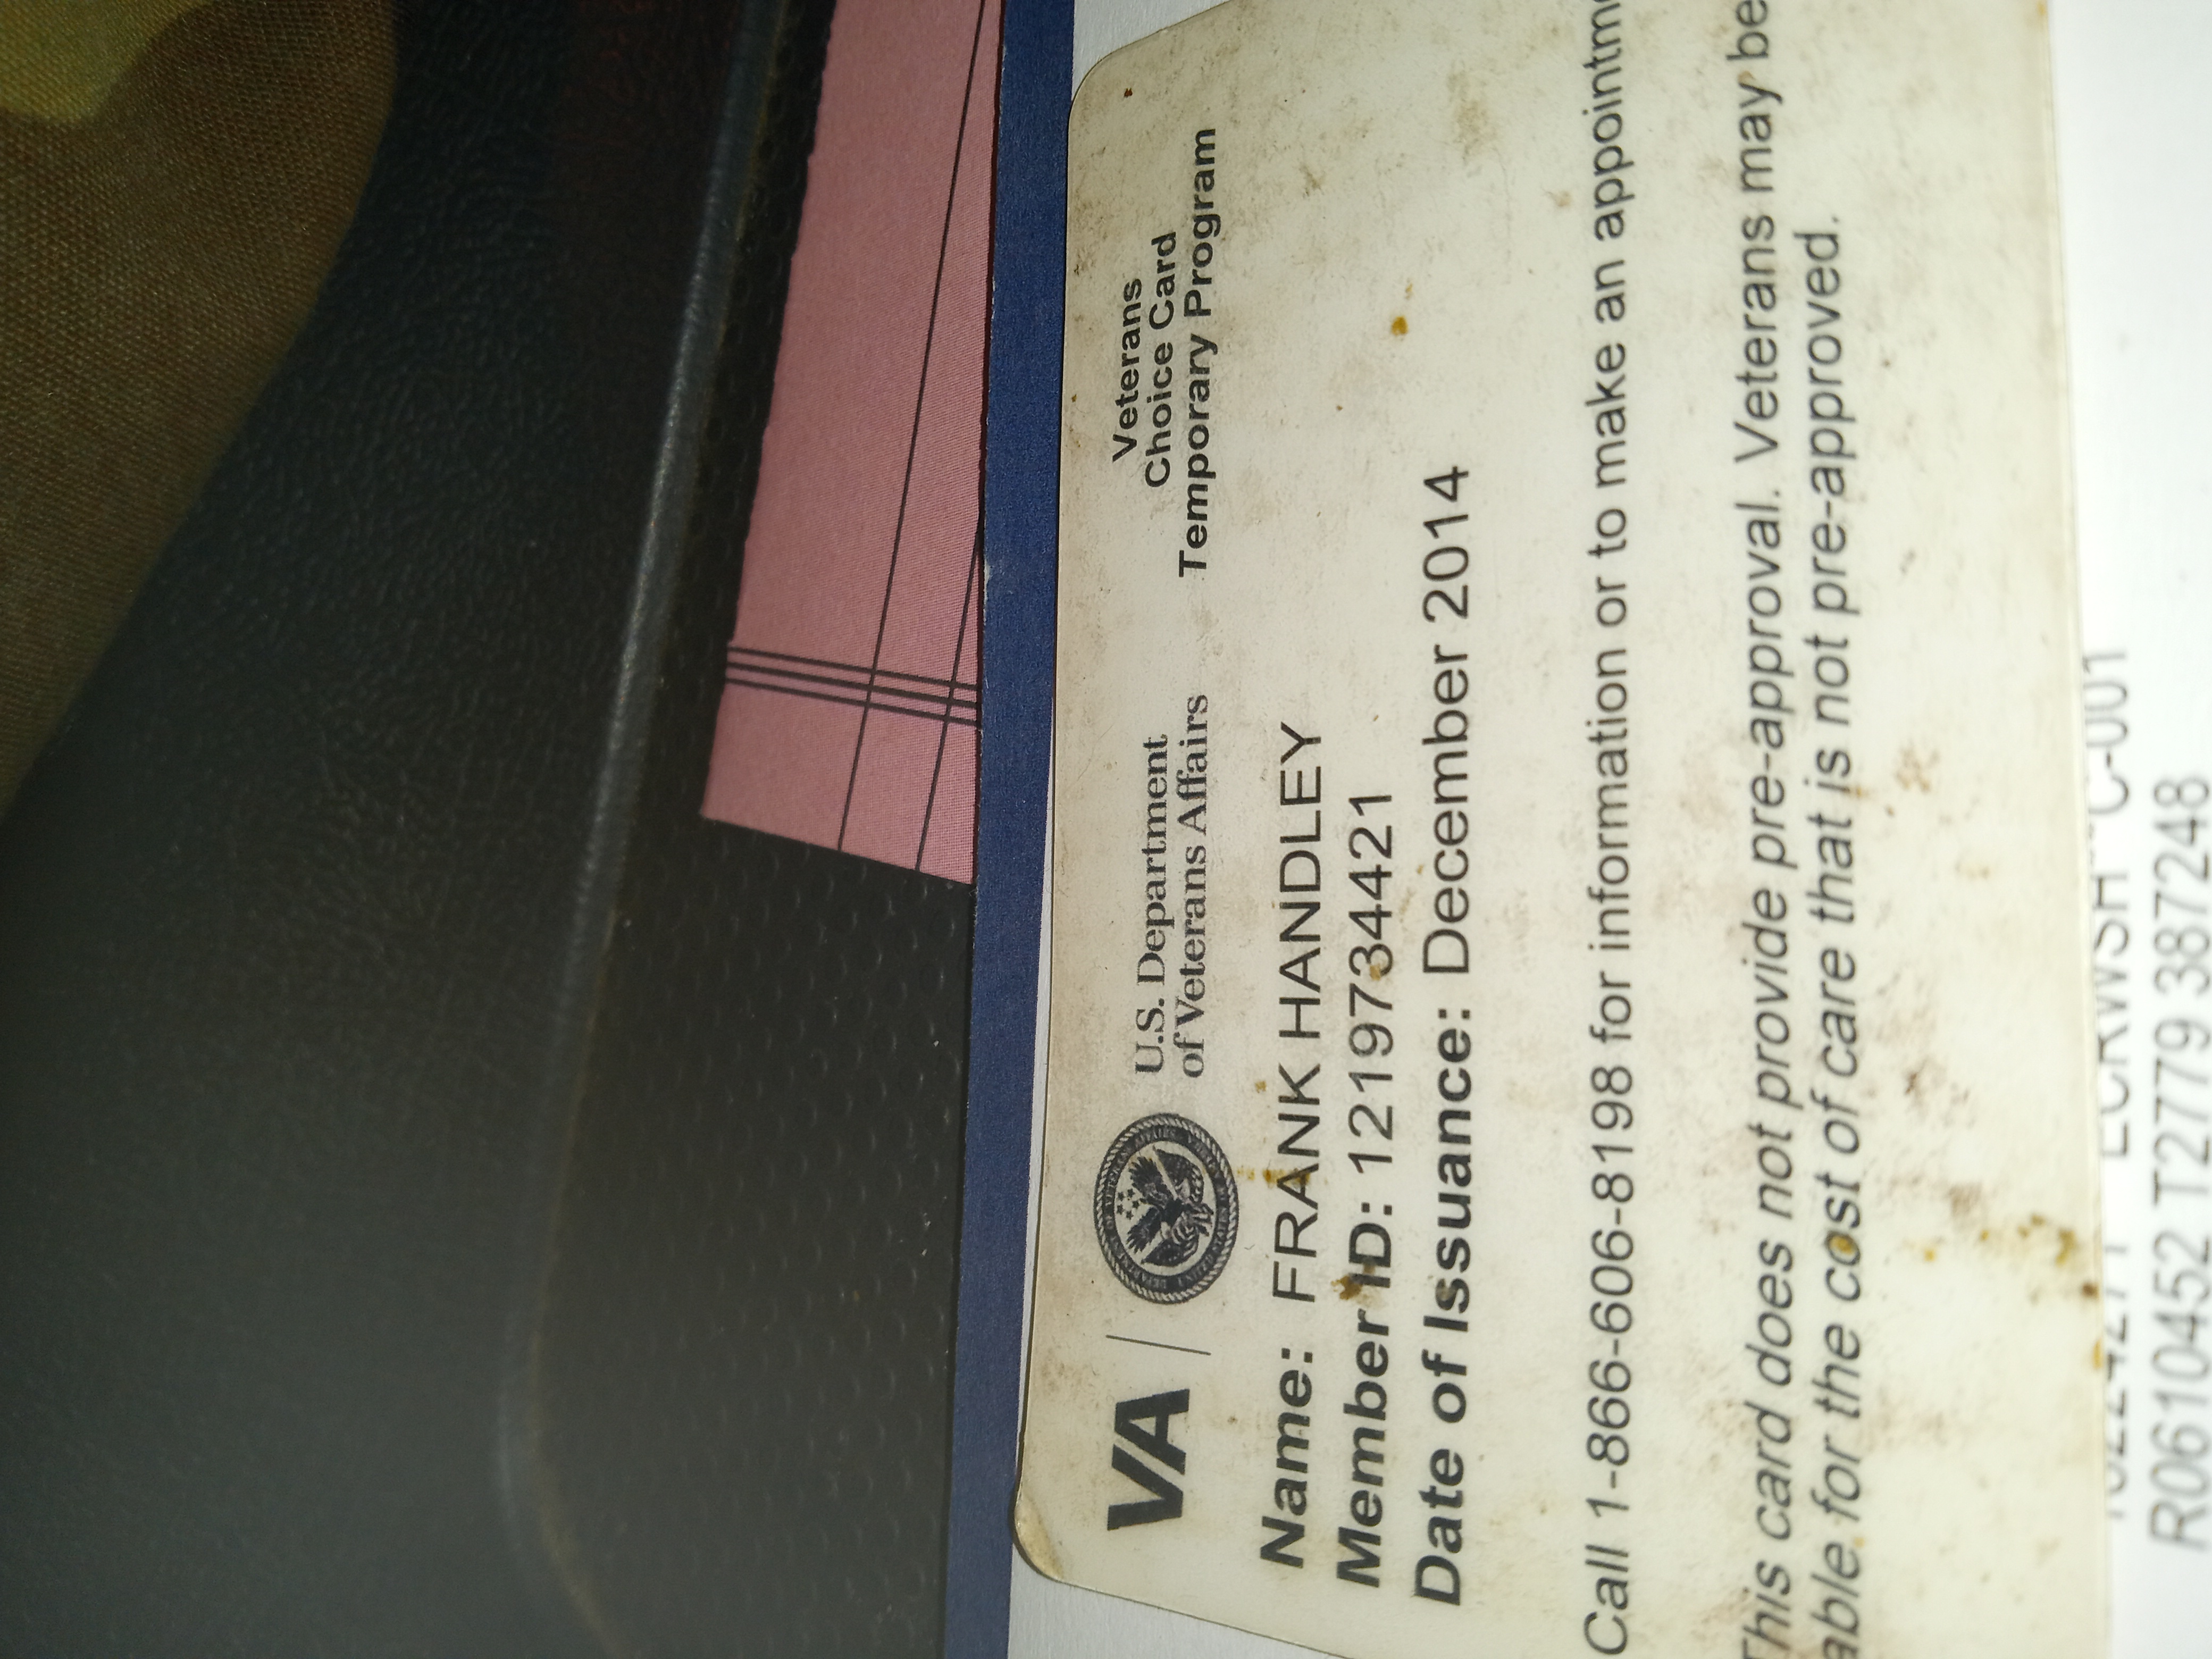 VA
U.S. Department
of Veterans Affairs
Veterans
Choice Card
Temporary Program
Name: FRANK HANDLEY
Member ID: 1219734421
Date of Issuance: December 2014
Call 1-866-606-8198 for information or to make an
This card does not provide pre-approval. Veterans may be
for the cost of care that is not pre-approved.
C-001
R0610452 T2779 3887248